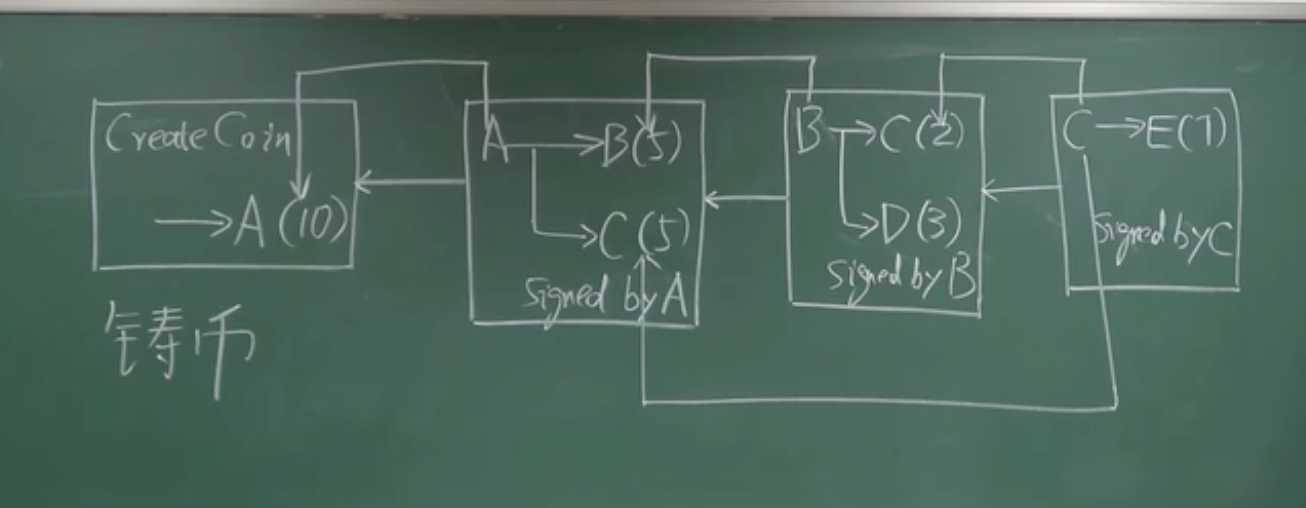 Create Coin
→A(10)
铸币
A→B(5)
→C(5)
Signed by A
B→C(2)
→D(3)
Signed by B
C→E(7)
Signed by C